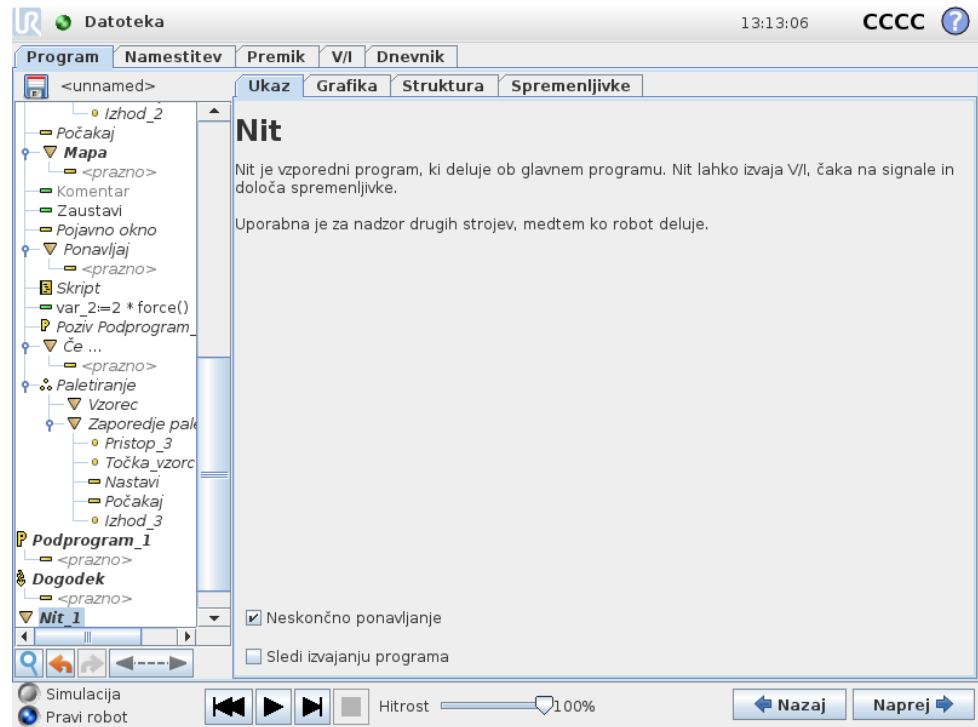 UR Datoteka 13:13:06 CCCC ?
Program Namestitev Premik V/I Dnevnik
<unnamed>
Ukaz Grafika Struktura Spremenljivke
Izhod_2
Počakaj
Mapa
<prazno>
Komentar
Zaustavi
Pojavno okno
Ponavljaj
<prazno>
Skript
var_2:=2 * force()
P Poziv Podprogram_
Če ...
<prazno>
Paletiranje
Vzorec
Zaporedje pale
Pristop_3
Točka_vzorc
Nastavi
Počakaj
Izhod_3
P Podprogram_1
<prazno>
Dogodek
<prazno>
Nit_1
Nit
Nit je vzporedni program, ki deluje ob glavnem programu. Nit lahko izvaja V/I, čaka na signale in
določa spremenljivke.
Uporabna je za nadzor drugih strojev, medtem ko robot deluje.
Neskončno ponavljanje
Sledi izvajanju programa
Simulacija
Pravi robot
Hitrost 100%
Nazaj
Naprej